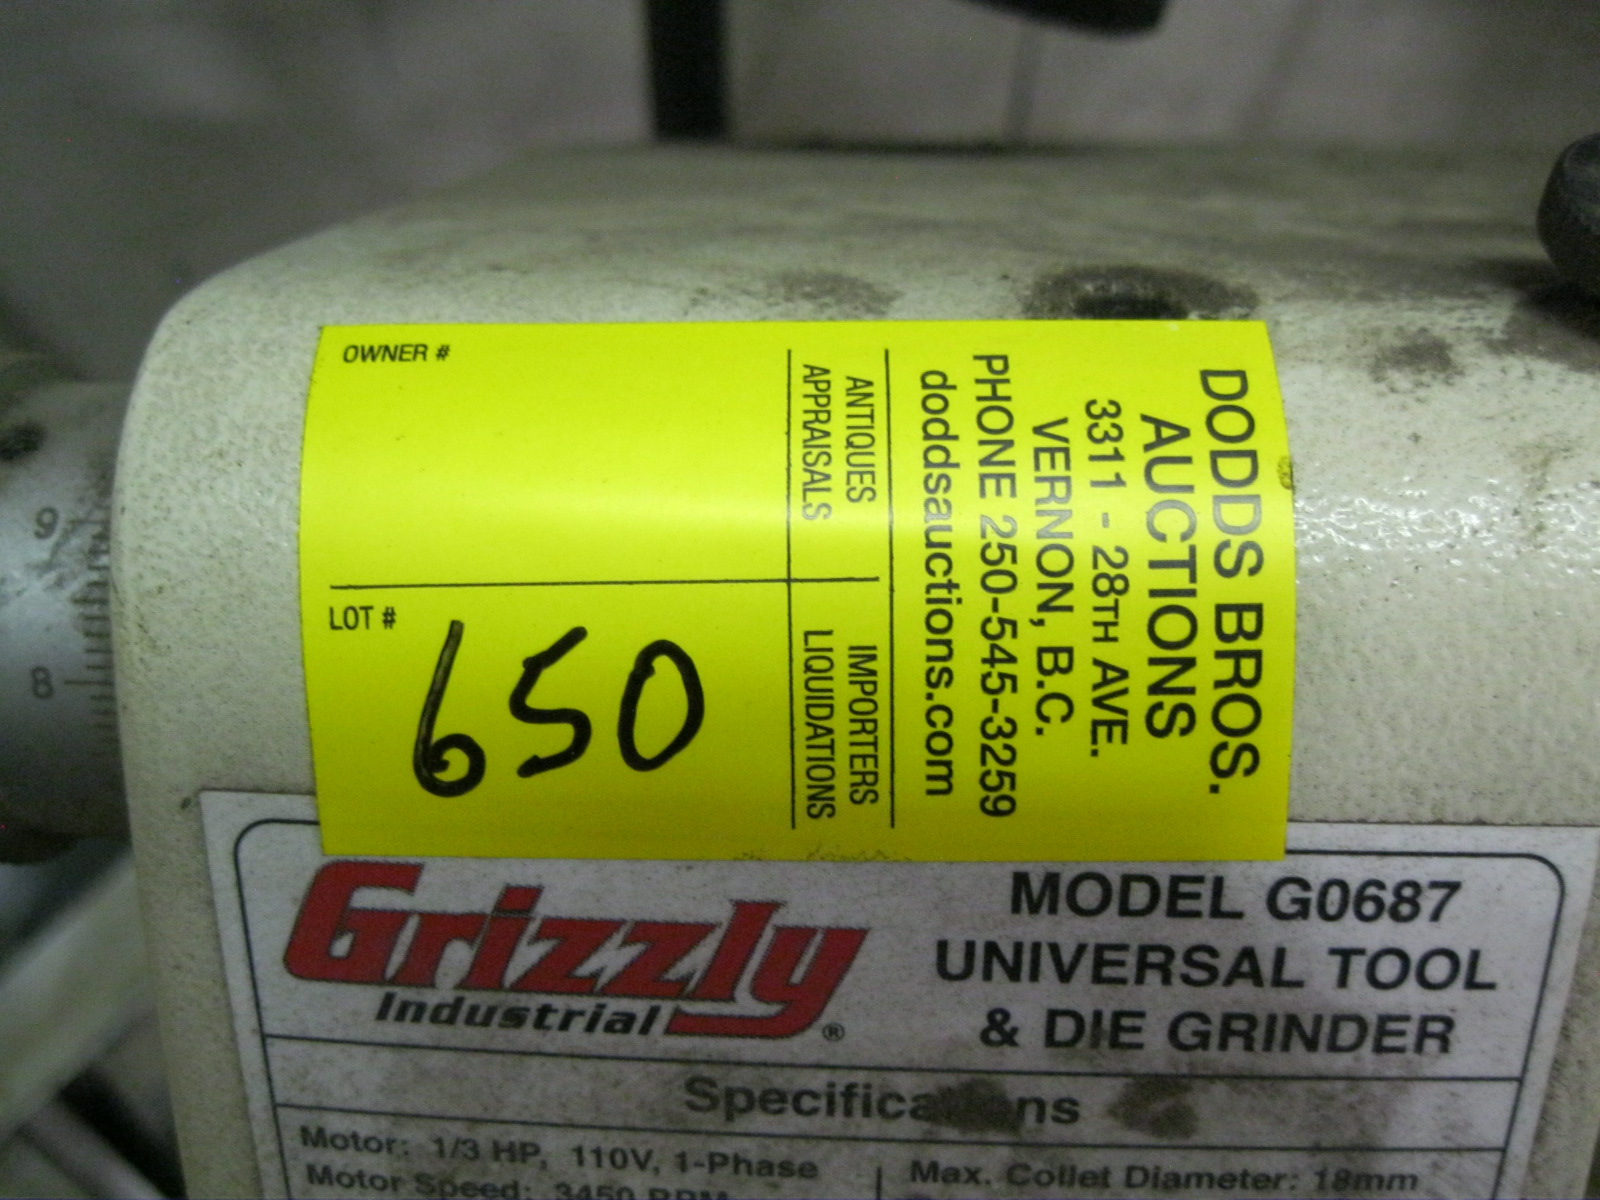 DODDS BROS.
AUCTIONS
3311 - 28TH AVE.
VERNON, B.C.
PHONE 250-545-3259
doddsauctions.com
ANTIQUES
APPRAISALS
IMPORTERS
LIQUIDATIONS
OWNER #
LOT #
650
9
8
Grizzly
Industrial ®
MODEL G0687
UNIVERSAL TOOL
& DIE GRINDER
Specifications
Motor: 1/3 HP, 110V, 1-Phase
Motor Speed: 3450 RPM
Max. Collet Diameter: 18mm